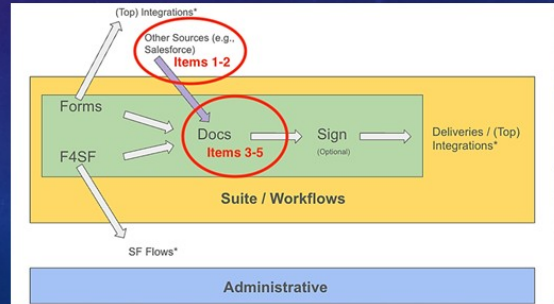 (Top) Integrations*
Other Sources (e.g.,
Salesforce)
Items 1-2
Forms
F4SF
Docs
Items 3-5
Sign
(Optional)
Deliveries / (Top)
Integrations*
Suite / Workflows
SF Flows*
Administrative